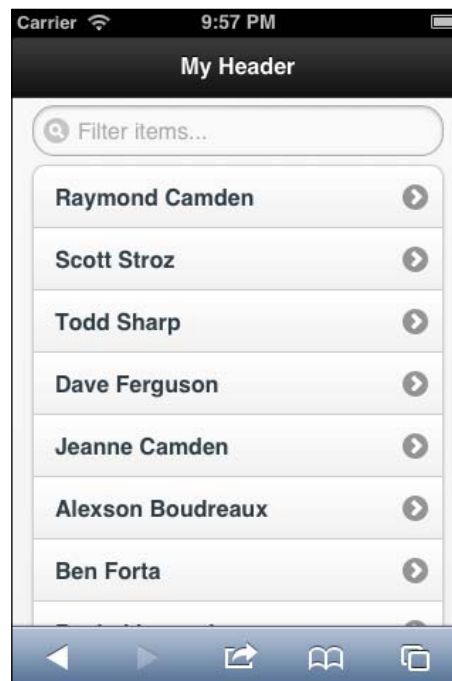 Carrier 9:57 PM
My Header
Filter items...
Raymond Camden
Scott Stroz
Todd Sharp
Dave Ferguson
Jeanne Camden
Alexson Boudreaux
Ben Forta